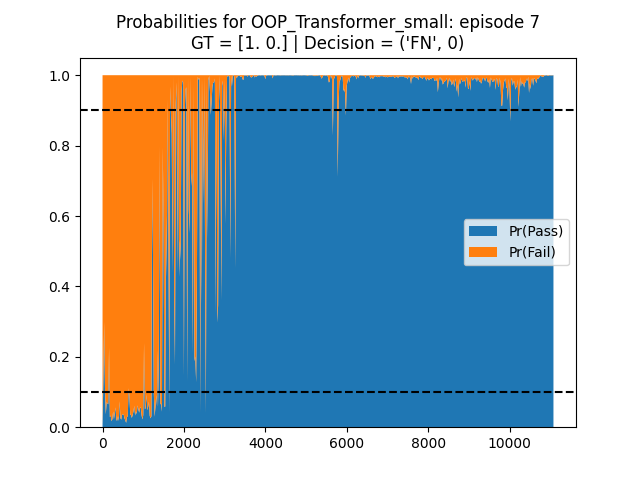 Probabilities for OOP_Transformer_small: episode 7
GT = [1. 0.] | Decision = ('FN', 0)
1.0
0.8
0.6
0.4
0.2
0.0
Pr(Pass)
Pr(Fail)
0 2000 4000 6000 8000 10000